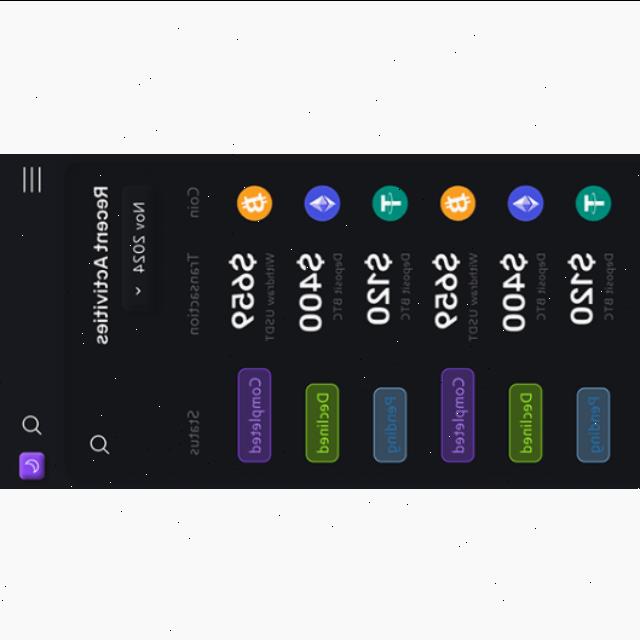 Recent Activities
Nov 2024
Coin Transaction Status
$659 Completed
Withdraw USDT
$400 Declined
Deposit BTC
$120 Pending
Deposit BTC
$659 Completed
Withdraw USDT
$400 Declined
Deposit BTC
$120 Pending
Deposit BTC